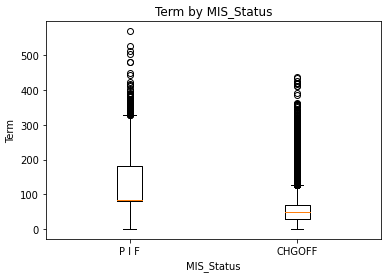 Term by MIS_Status
Term
500
400
300
200
100
0
P I F
CHGOFF
MIS_Status